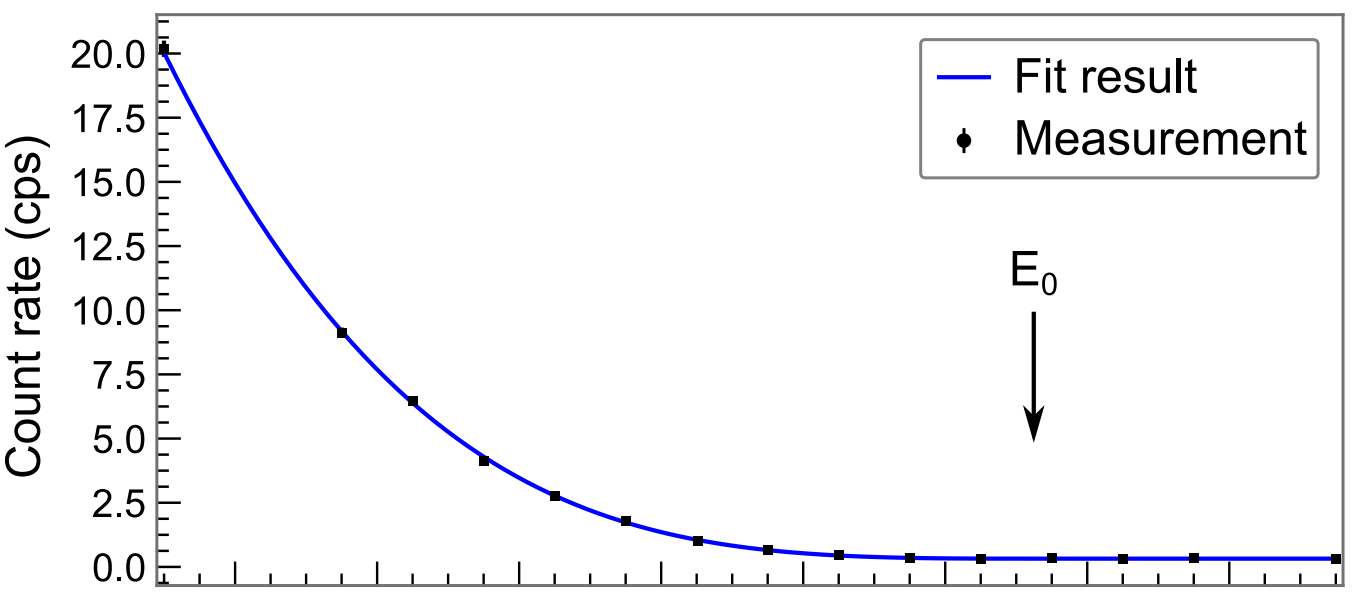 Count rate (cps)
20.0
17.5
15.0
12.5
10.0
7.5
5.0
2.5
0.0
Fit result
Measurement
E₀